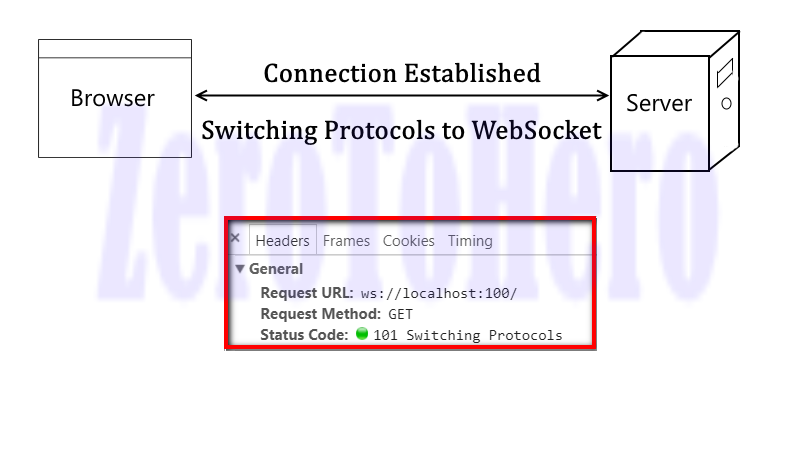 Connection Established
Browser
Server
Switching Protocols to WebSocket
ZeroToHero
× Headers Frames Cookies Timing
▼ General
Request URL: ws://localhost:100/
Request Method: GET
Status Code: 101 Switching Protocols